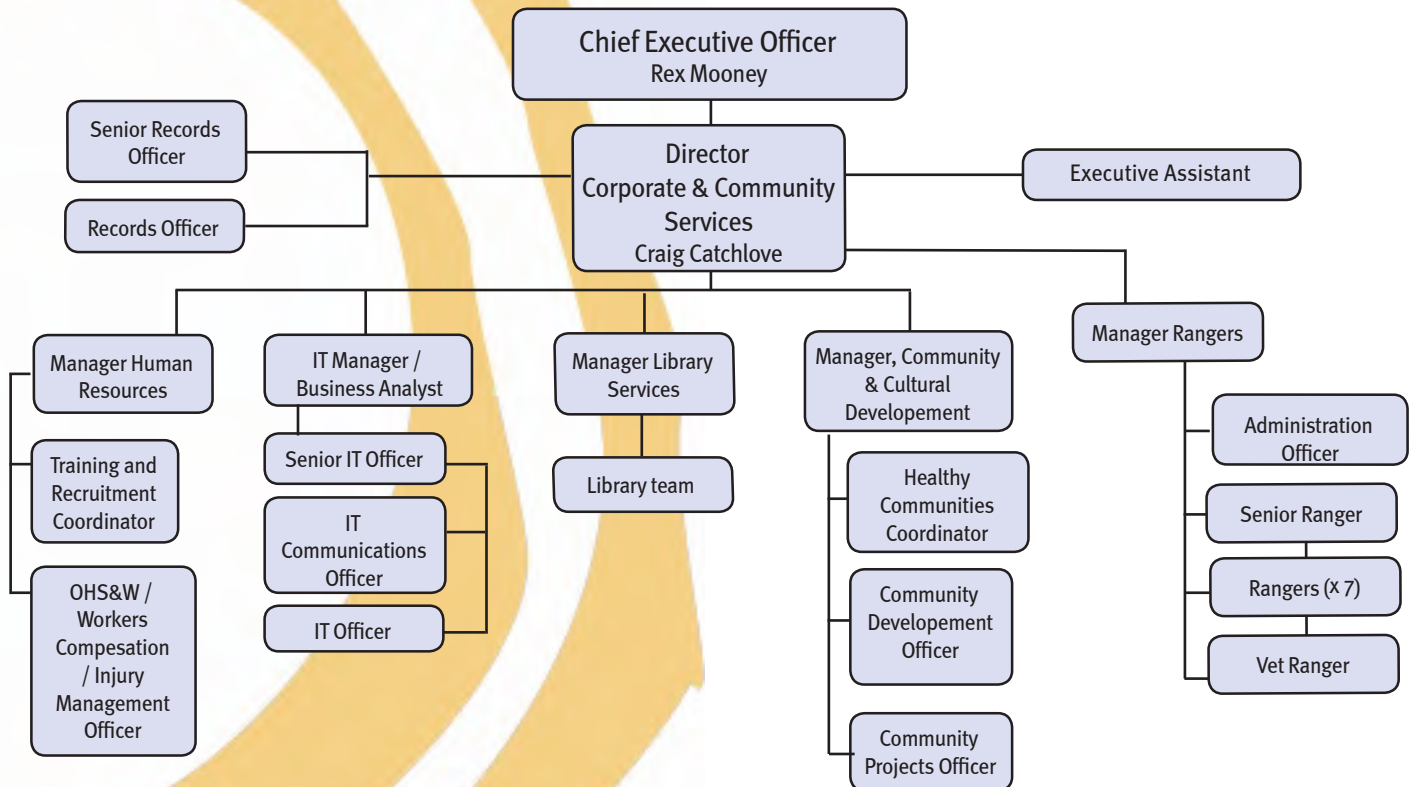 Chief Executive Officer
Rex Mooney
Senior Records
Officer
Records Officer
Director
Corporate & Community
Services
Craig Catchlove
Executive Assistant
Manager Human
Resources
Training and
Recruitment
Coordinator
OHS&W /
Workers
Compesation
/ Injury
Management
Officer
IT Manager /
Business Analyst
Senior IT Officer
IT
Communications
Officer
IT Officer
Manager Library
Services
Library team
Manager, Community
& Cultural
Developement
Healthy
Communities
Coordinator
Community
Developement
Officer
Community
Projects Officer
Manager Rangers
Administration
Officer
Senior Ranger
Rangers (x 7)
Vet Ranger